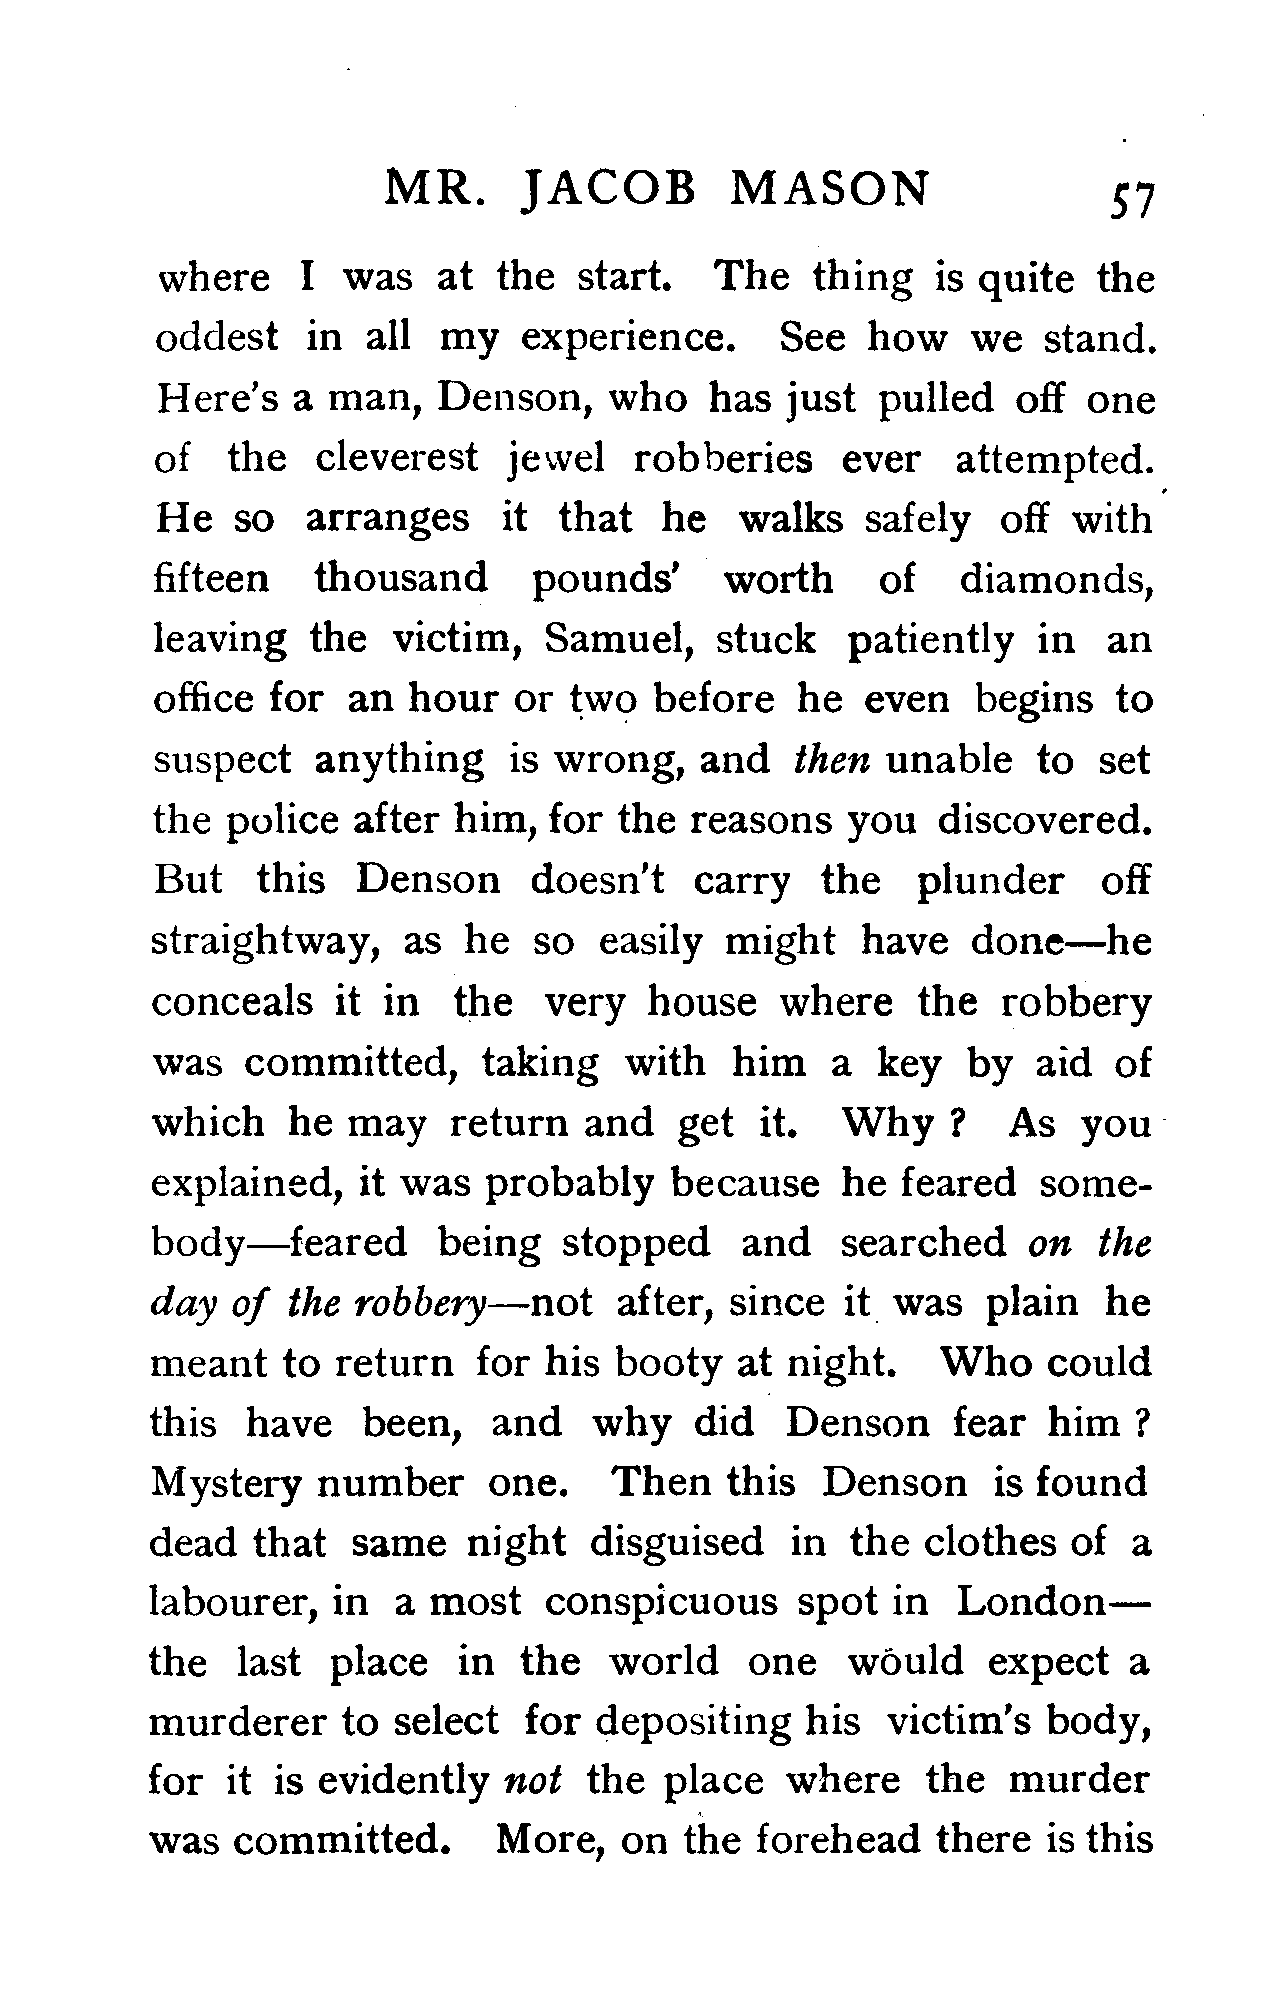 MR. JACOB MASON 57
where I was at the start. The thing is quite the
oddest in all my experience. See how we stand.
Here's a man, Denson, who has just pulled off one
of the cleverest jewel robberies ever attempted.
He so arranges it that he walks safely off with
fifteen thousand pounds' worth of diamonds,
leaving the victim, Samuel, stuck patiently in an
office for an hour or two before he even begins to
suspect anything is wrong, and then unable to set
the police after him, for the reasons you discovered.
But this Denson doesn't carry the plunder off
straightway, as he so easily might have done—he
conceals it in the very house where the robbery
was committed, taking with him a key by aid of
which he may return and get it. Why ? As you
explained, it was probably because he feared some-
body—feared being stopped and searched on the
day of the robbery—not after, since it was plain he
meant to return for his booty at night. Who could
this have been, and why did Denson fear him ?
Mystery number one. Then this Denson is found
dead that same night disguised in the clothes of a
labourer, in a most conspicuous spot in London—
the last place in the world one would expect a
murderer to select for depositing his victim's body,
for it is evidently not the place where the murder
was committed. More, on the forehead there is this